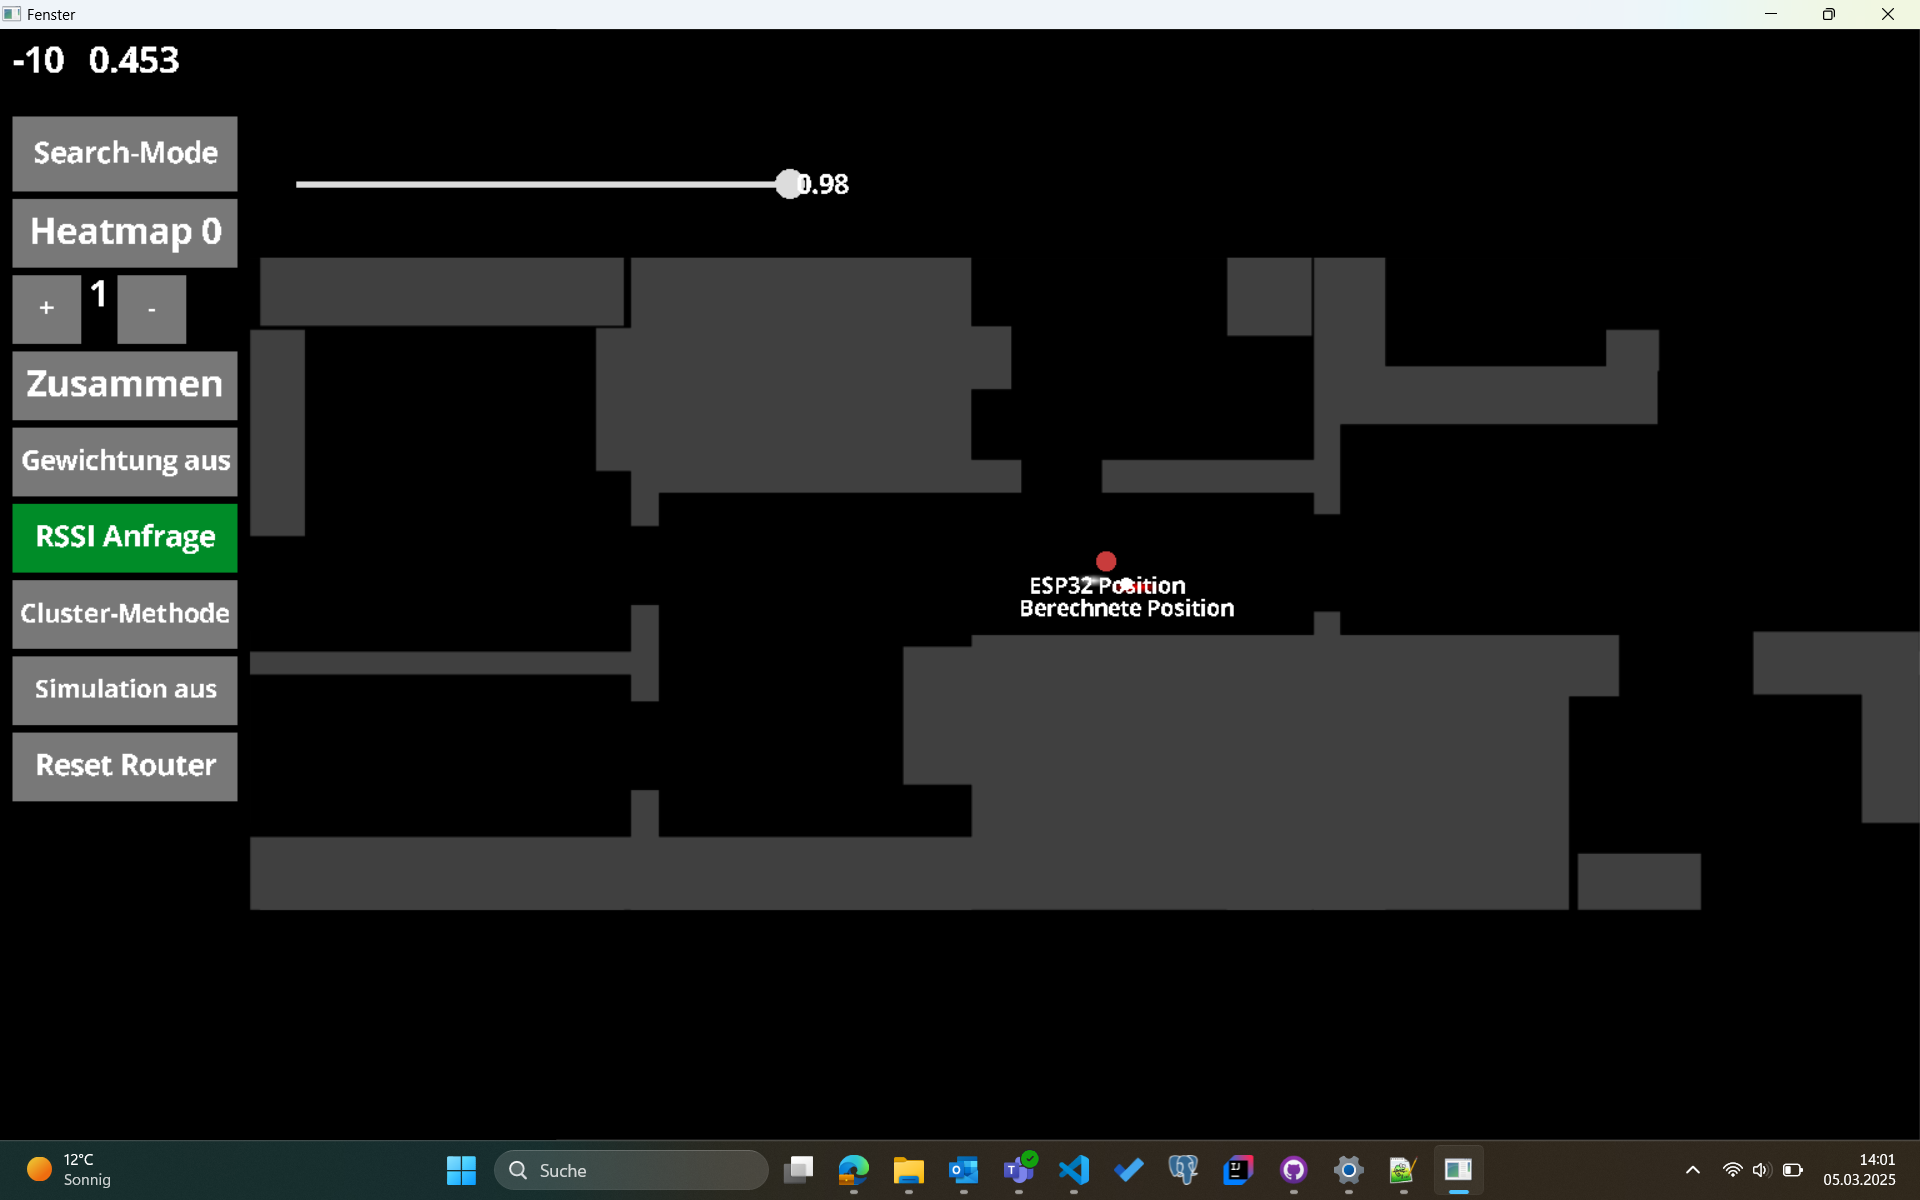 Fenster
-10 0.453
Search-Mode
0.98
Heatmap 0
+ 1 -
Zusammen
Gewichtung aus
RSSI Anfrage
ESP32 Position
Berechnete Position
Cluster-Methode
Simulation aus
Reset Router
12°C
Sonnig
Suche
14:01
05.03.2025